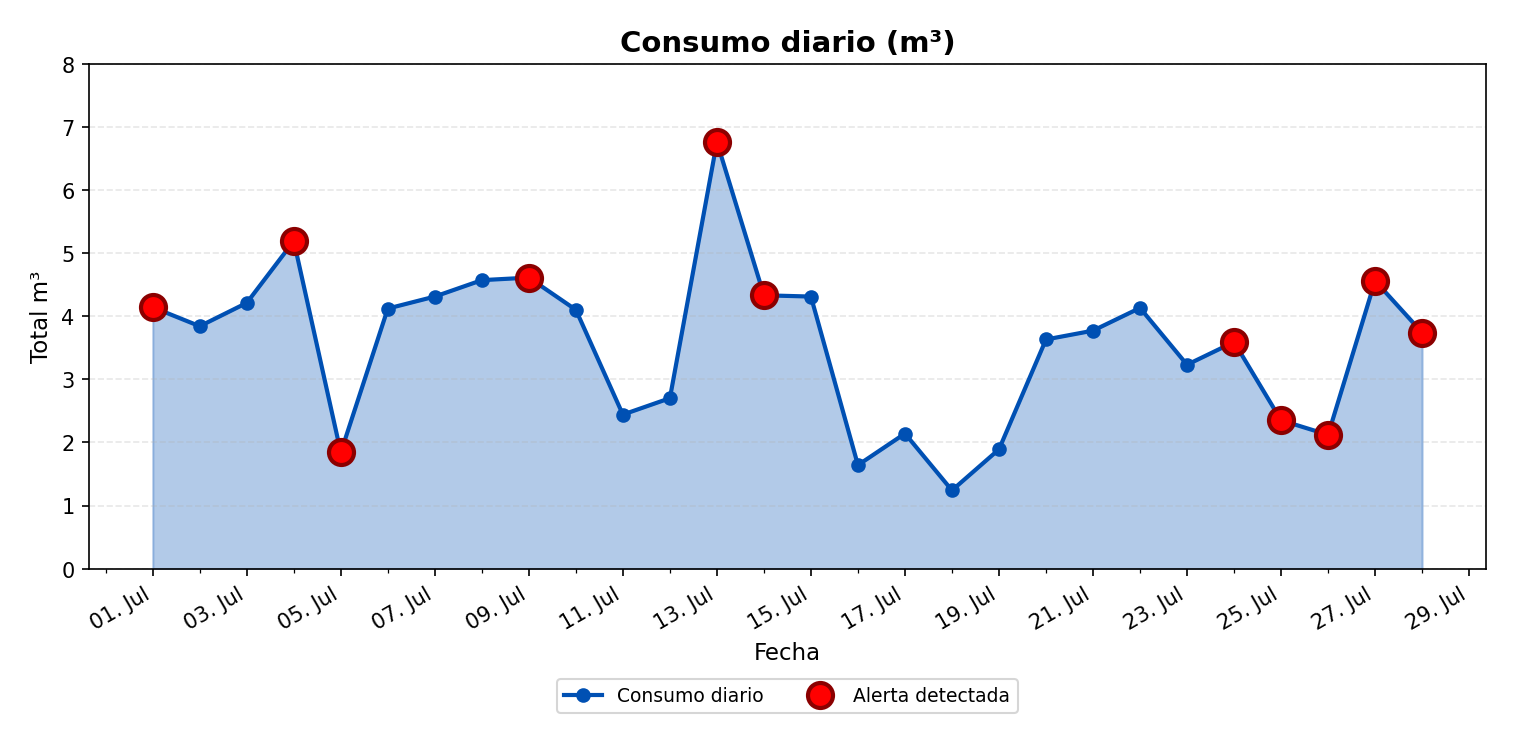 Consumo diario (m³)
8
7
6
5
4
3
2
1
0
Total m³
01. Jul
03. Jul
05. Jul
07. Jul
09. Jul
11. Jul
13. Jul
15. Jul
17. Jul
19. Jul
21. Jul
23. Jul
25. Jul
27. Jul
29. Jul
Fecha
Consumo diario
Alerta detectada